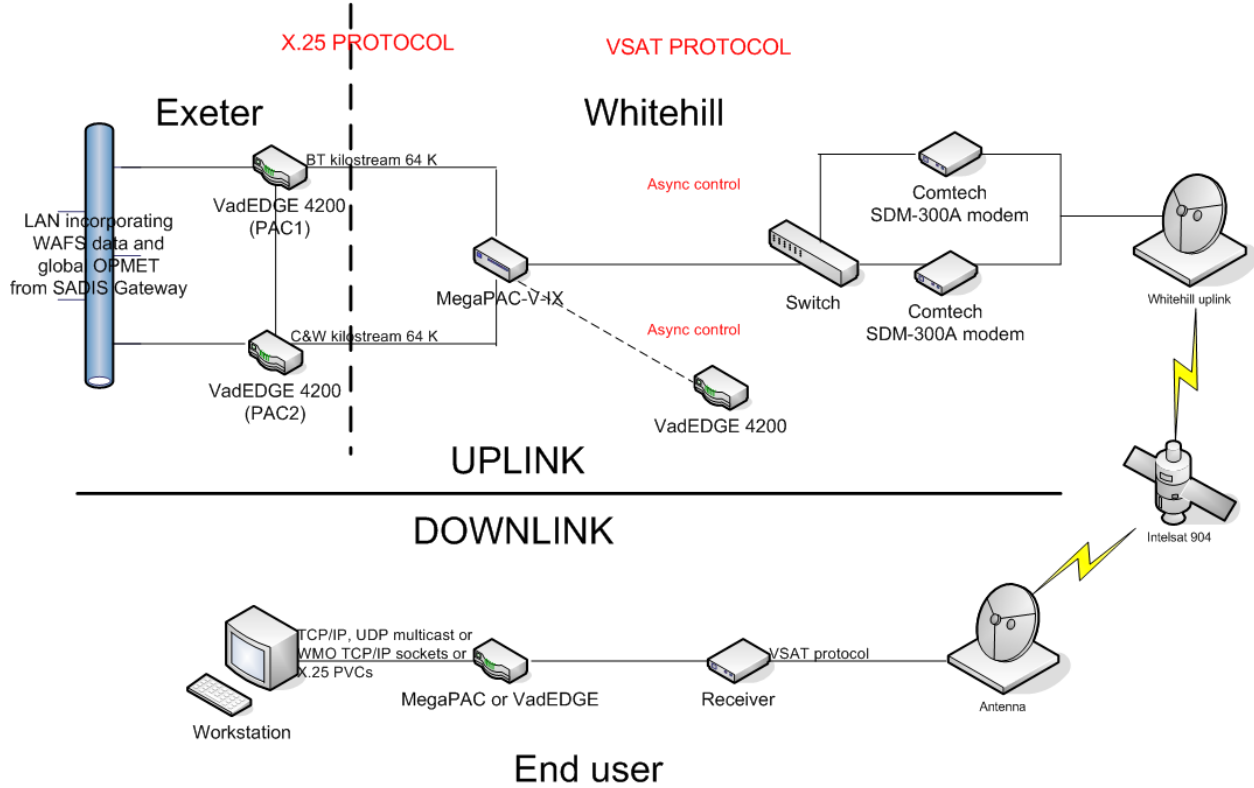 X.25 PROTOCOL
VSAT PROTOCOL
Exeter
Whitehill
BT kilostream 64 K
VadEDGE 4200
(PAC1)
LAN incorporating
WAFS data and
global OPMET
from SADIS Gateway
C&W kilostream 64 K
VadEDGE 4200
(PAC2)
MegaPAC-V-IX
Async control
Async control
VadEDGE 4200
Switch
Comtech
SDM-300A modem
Comtech
SDM-300A modem
Whitehill uplink
UPLINK
DOWNLINK
Intelsat 904
TCP/IP, UDP multicast or
WMO TCP/IP sockets or
X.25 PVCs
Workstation
MegaPAC or VadEDGE
Receiver
VSAT protocol
Antenna
End user